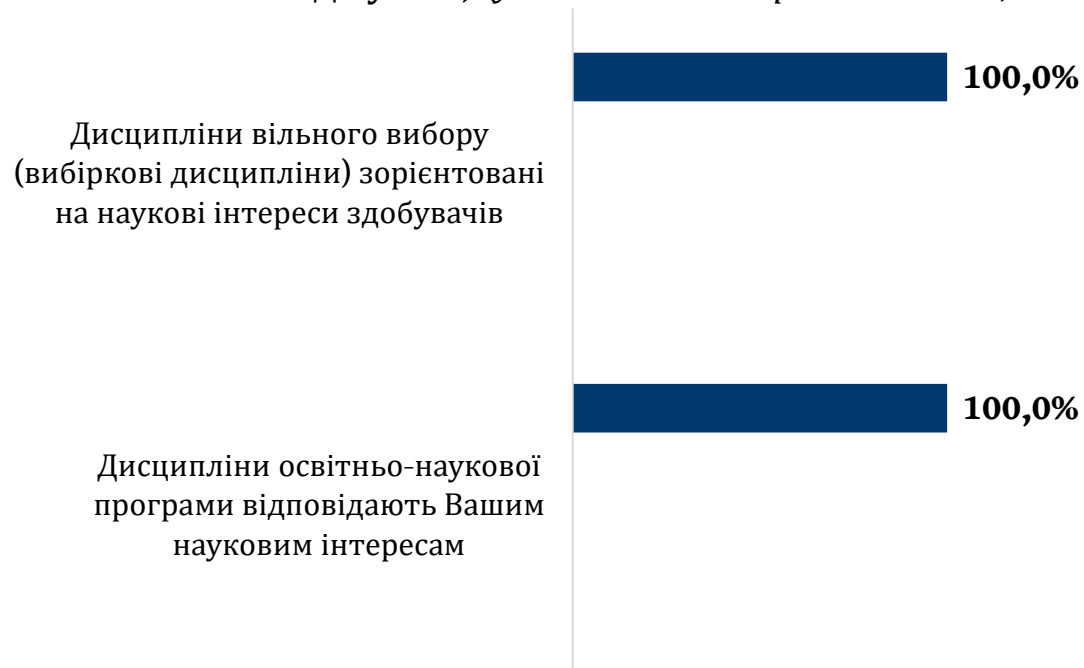 100,0%
Дисципліни вільного вибору
(вибіркові дисципліни) зорієнтовані
на наукові інтереси здобувачів
100,0%
Дисципліни освітньо-наукової
програми відповідають Вашим
науковим інтересам